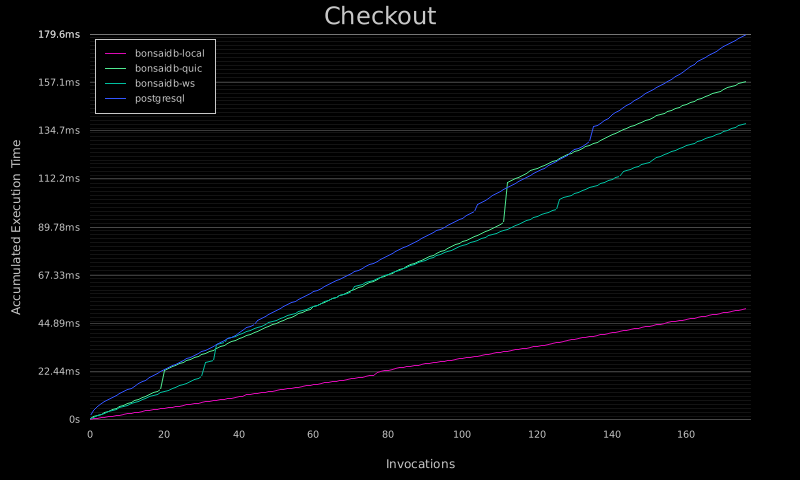 Checkout
179.6ms
157.1ms
134.7ms
112.2ms
89.78ms
67.33ms
44.89ms
22.44ms
0s
bonsaidb-local
bonsaidb-quic
bonsaidb-ws
postgresql
Accumulated Execution Time
0 20 40 60 80 100 120 140 160
Invocations